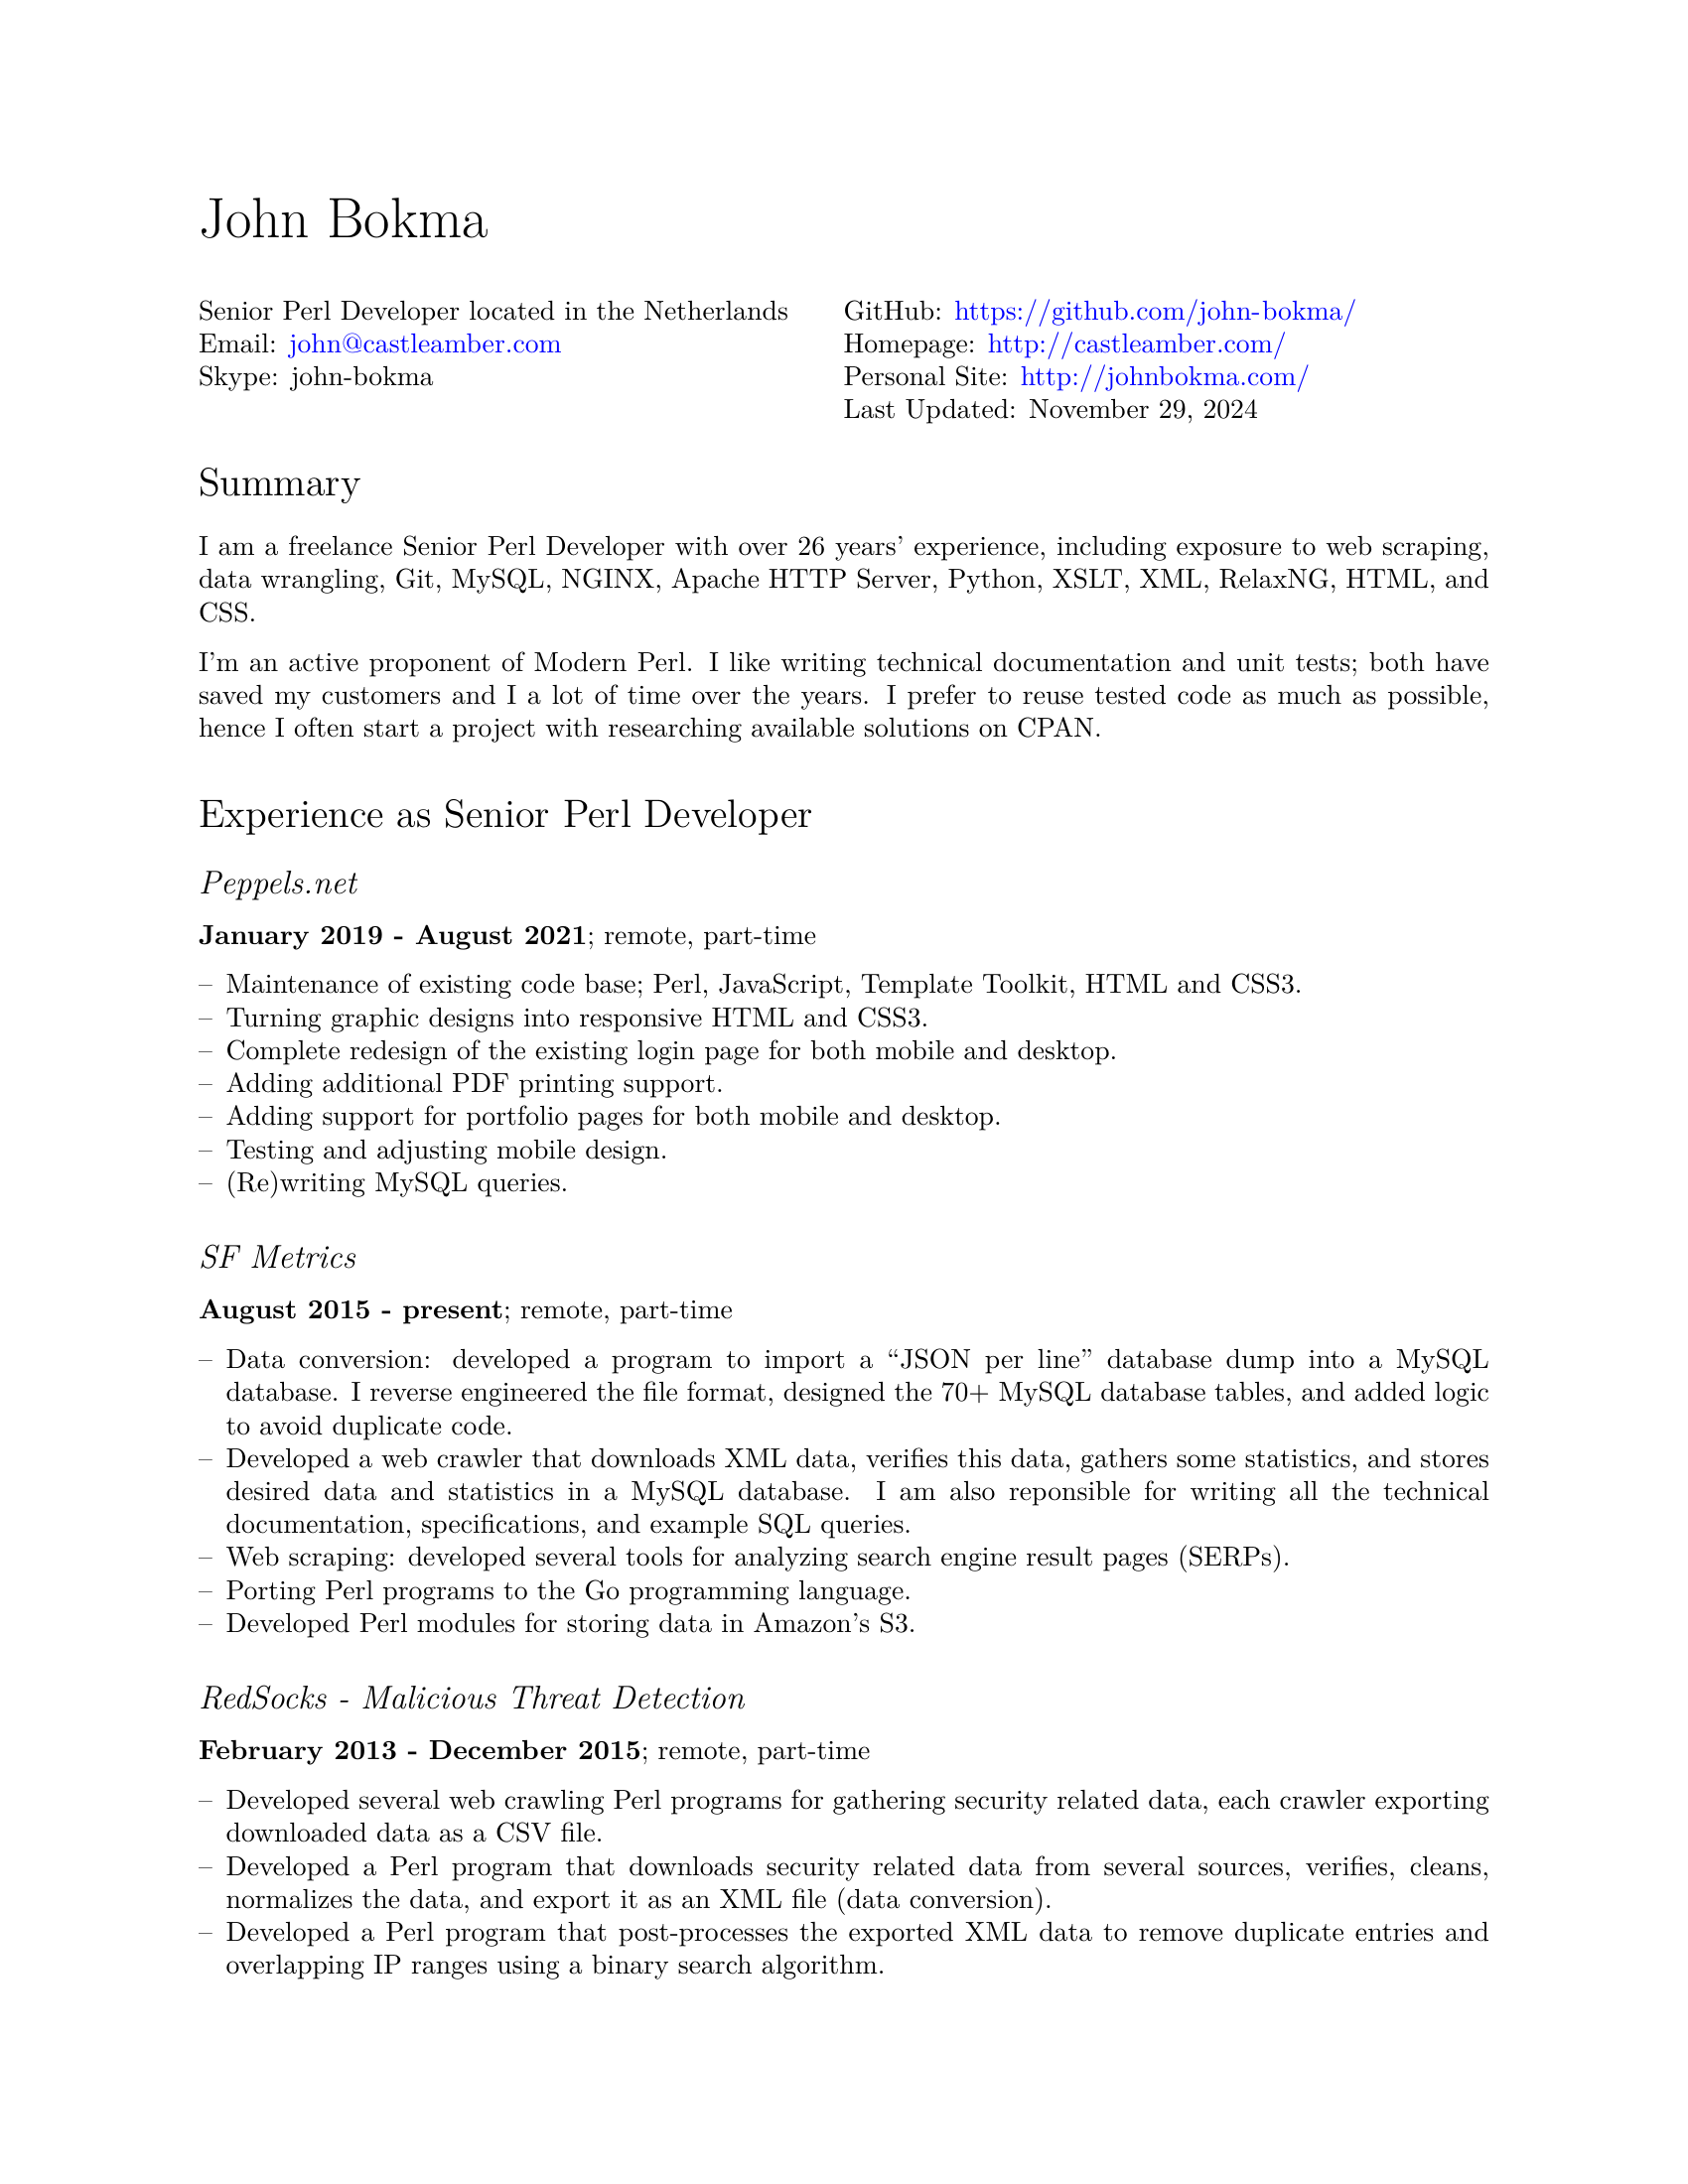 John Bokma
Senior Perl Developer located in the Netherlands
Email: john@castleamber.com
Skype: john-bokma
GitHub: https://github.com/john-bokma/
Homepage: http://castleamber.com/
Personal Site: http://johnbokma.com/
Last Updated: November 29, 2024
Summary
I am a freelance Senior Perl Developer with over 26 years’ experience, including exposure to web scraping,
data wrangling, Git, MySQL, NGINX, Apache HTTP Server, Python, XSLT, XML, RelaxNG, HTML, and
CSS.
I’m an active proponent of Modern Perl. I like writing technical documentation and unit tests; both have
saved my customers and I a lot of time over the years. I prefer to reuse tested code as much as possible,
hence I often start a project with researching available solutions on CPAN.
Experience as Senior Perl Developer
Peppels.net
January 2019 - August 2021; remote, part-time
– Maintenance of existing code base; Perl, JavaScript, Template Toolkit, HTML and CSS3.
– Turning graphic designs into responsive HTML and CSS3.
– Complete redesign of the existing login page for both mobile and desktop.
– Adding additional PDF printing support.
– Adding support for portfolio pages for both mobile and desktop.
– Testing and adjusting mobile design.
– (Re)writing MySQL queries.
SF Metrics
August 2015 - present; remote, part-time
– Data conversion: developed a program to import a “JSON per line” database dump into a MySQL
database. I reverse engineered the file format, designed the 70+ MySQL database tables, and added logic
to avoid duplicate code.
– Developed a web crawler that downloads XML data, verifies this data, gathers some statistics, and stores
desired data and statistics in a MySQL database. I am also reponsible for writing all the technical
documentation, specifications, and example SQL queries.
– Web scraping: developed several tools for analyzing search engine result pages (SERPs).
– Porting Perl programs to the Go programming language.
– Developed Perl modules for storing data in Amazon’s S3.
RedSocks - Malicious Threat Detection
February 2013 - December 2015; remote, part-time
– Developed several web crawling Perl programs for gathering security related data, each crawler exporting
downloaded data as a CSV file.
– Developed a Perl program that downloads security related data from several sources, verifies, cleans,
normalizes the data, and export it as an XML file (data conversion).
– Developed a Perl program that post-processes the exported XML data to remove duplicate entries and
overlapping IP ranges using a binary search algorithm.